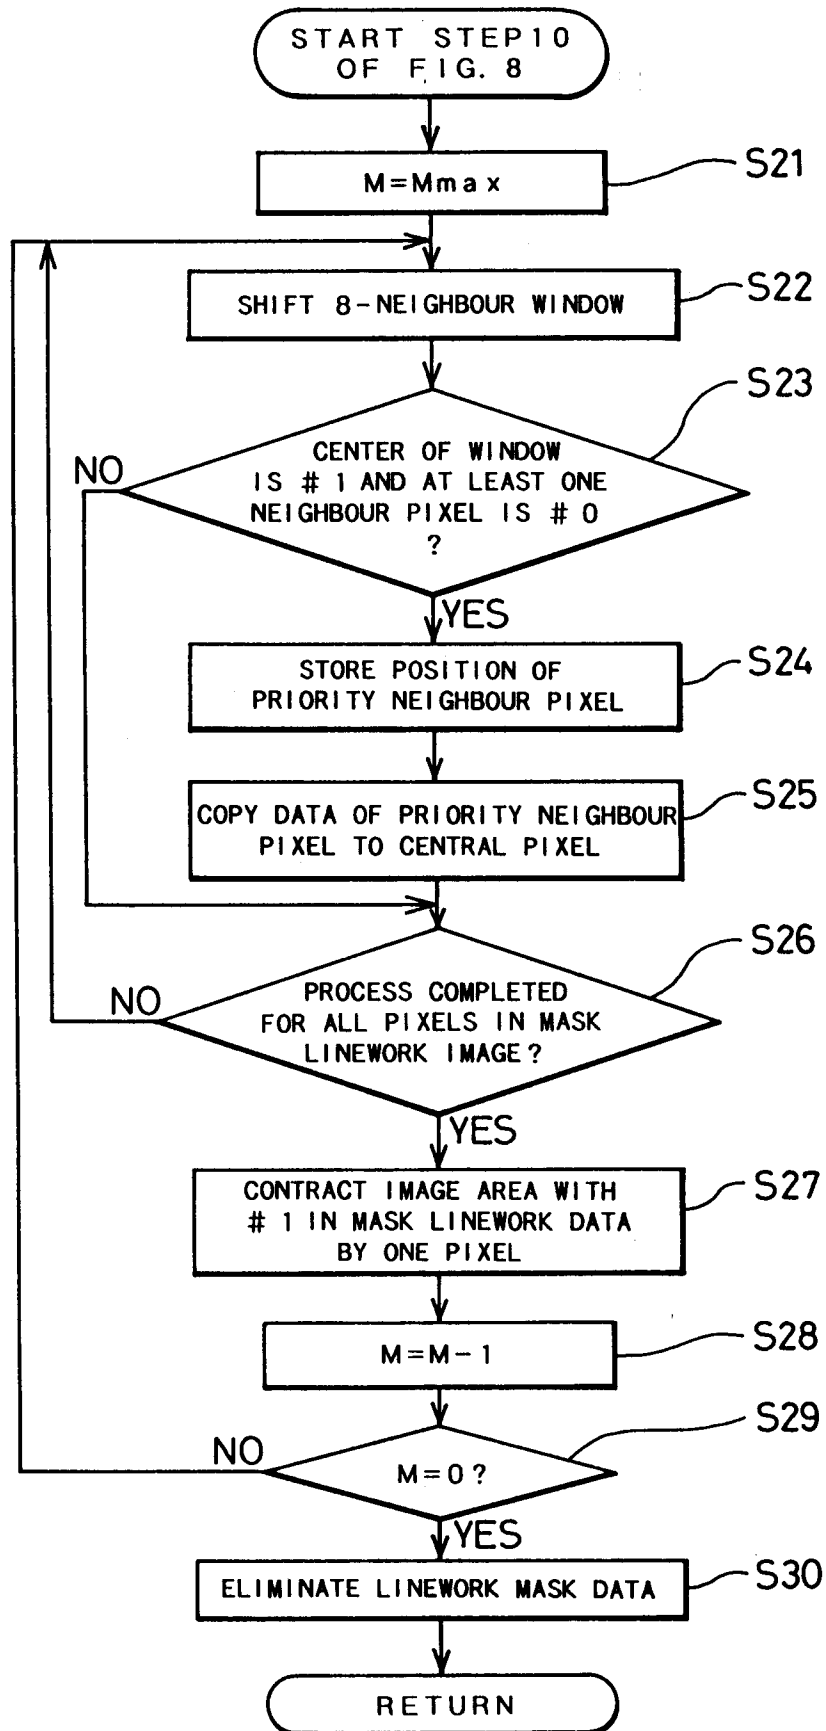 START STEP10
OF FIG. 8
S21
M=Mmax
S22
SHIFT 8-NEIGHBOUR WINDOW
S23
CENTER OF WINDOW
IS #1 AND AT LEAST ONE
NEIGHBOUR PIXEL IS #0
?
NO
YES
S24
STORE POSITION OF
PRIORITY NEIGHBOUR PIXEL
S25
COPY DATA OF PRIORITY NEIGHBOUR
PIXEL TO CENTRAL PIXEL
S26
PROCESS COMPLETED
FOR ALL PIXELS IN MASK
LINEWORK IMAGE?
NO
YES
S27
CONTRACT IMAGE AREA WITH
#1 IN MASK LINEWORK DATA
BY ONE PIXEL
S28
M=M-1
S29
M=0?
NO
YES
S30
ELIMINATE LINEWORK MASK DATA
RETURN